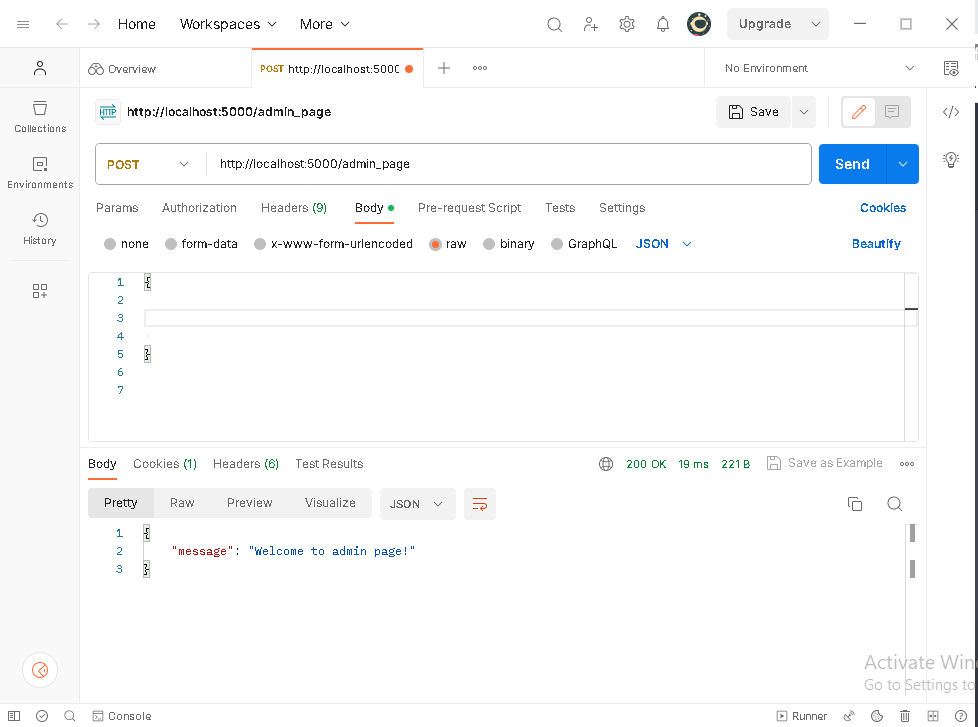 Home Workspaces More Upgrade
Overview POST http://localhost:5000 No Environment
HTTP http://localhost:5000/admin_page Save
POST http://localhost:5000/admin_page Send
Collections
Environments
History
Params Authorization Headers (9) Body Pre-request Script Tests Settings Cookies
none form-data x-www-form-urlencoded raw binary GraphQL JSON Beautify
1 {
2
3
4
5 }
6
7
Body Cookies (1) Headers (6) Test Results 200 OK 19 ms 221 B Save as Example
Pretty Raw Preview Visualize JSON
1 {
2 "message": "Welcome to admin page!"
3 }
Activate Win
Go to Settings to
Console Runner